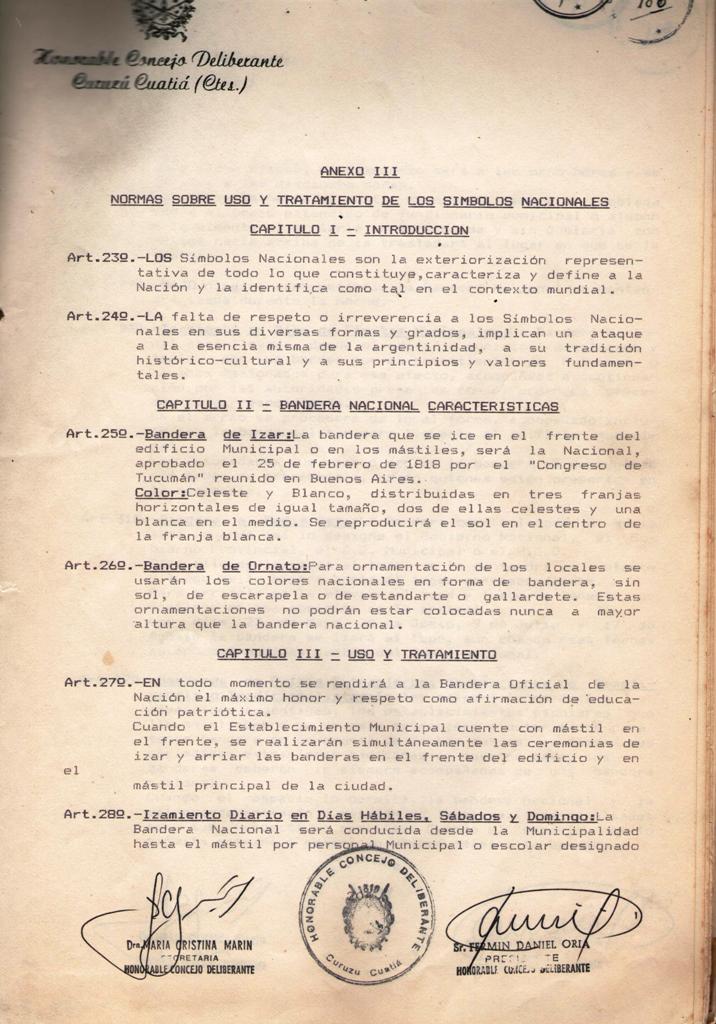 Honorable Concejo Deliberante
Curuzú Cuatiá (Ctes.)
100
ANEXO III
NORMAS SOBRE USO Y TRATAMIENTO DE LOS SIMBOLOS NACIONALES
CAPITULO I - INTRODUCCION
Art.23º.-LOS Símbolos Nacionales son la exteriorización represen-
tativa de todo lo que constituye,caracteriza y define a la
Nación y la identifica como tal en el contexto mundial.
Art.24º.-LA falta de respeto o irreverencia a los Símbolos Nacio-
nales en sus diversas formas y grados, implican un ataque
a la esencia misma de la argentinidad, a su tradición
histórico-cultural y a sus principios y valores fundamen-
tales.
CAPITULO II - BANDERA NACIONAL CARACTERISTICAS
Art.25º.-Bandera de Izar:La bandera que se ice en el frente del
edificio Municipal o en los mástiles, será la Nacional,
aprobado el 25 de febrero de 1818 por el "Congreso de
Tucumán" reunido en Buenos Aires.
Color:Celeste y Blanco, distribuidas en tres franjas
horizontales de igual tamaño, dos de ellas celestes y una
blanca en el medio. Se reproducirá el sol en el centro de
la franja blanca.
Art.26º.-Bandera de Ornato:Para ornamentación de los locales se
usarán los colores nacionales en forma de bandera, sin
sol, de escarapela o de estandarte o gallardete. Estas
ornamentaciones no podrán estar colocadas nunca a mayor
altura que la bandera nacional.
CAPITULO III - USO Y TRATAMIENTO
Art.27º.-EN todo momento se rendirá a la Bandera Oficial de la
Nación el máximo honor y respeto como afirmación de educa-
ción patriótica.
Cuando el Establecimiento Municipal cuente con mástil en
el frente, se realizarán simultáneamente las ceremonias de
izar y arriar las banderas en el frente del edificio y en
el
mástil principal de la ciudad.
Art.28º.-Izamiento Diario en Días Hábiles, Sábados y Domingo:La
Bandera Nacional será conducida desde la Municipalidad
hasta el mástil por personal Municipal o escolar designado
HONORABLE CONCEJO DELIBERANTE
Curuzu Cuatiá
Dra. MARIA CRISTINA MARIN
SECRETARIA
HONORABLE CONCEJO DELIBERANTE
Sr. FERMIN DANIEL ORIA
PRESIDENTE
HONORABLE CONCEJO DELIBERANTE